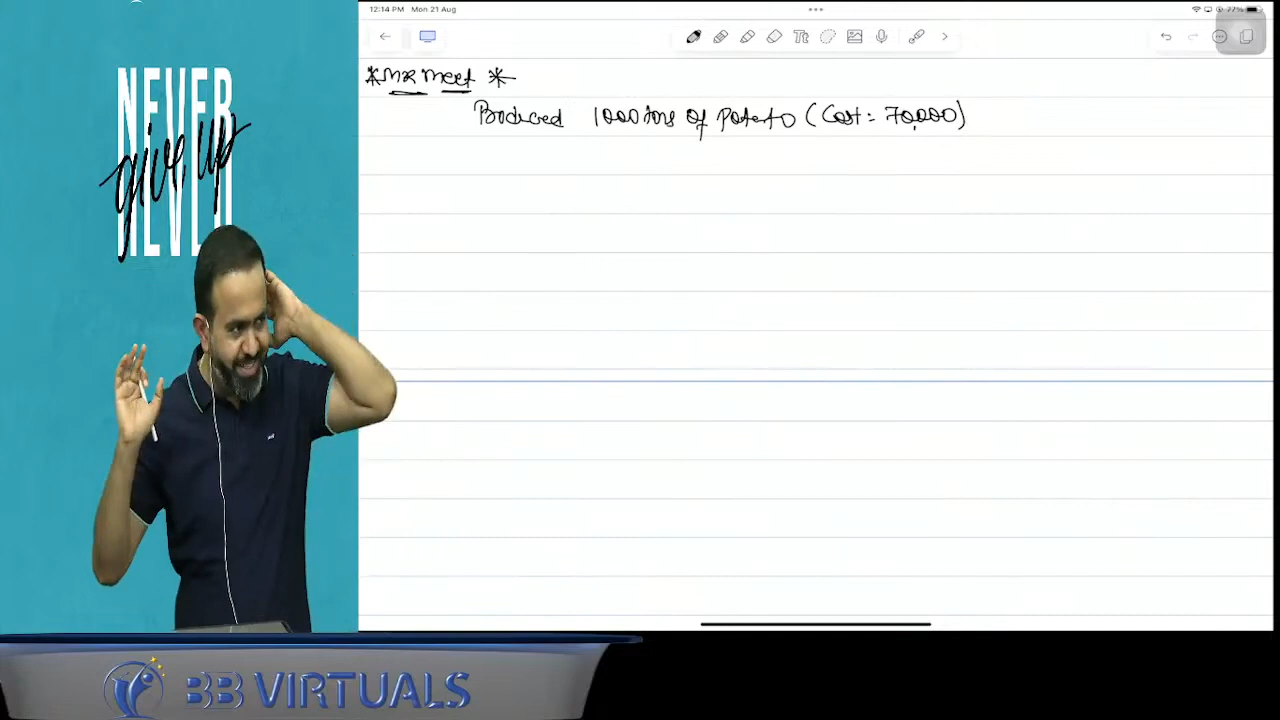 12:14 PM Mon 21 Aug
77%
*Mr Meet *
Produced 1000 tons of potato (Cost = 70,000)
NEVER
give up
NEVER
BB VIRTUALS